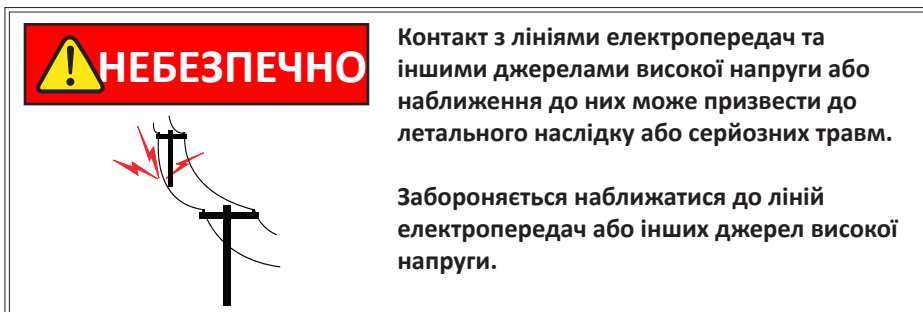 НЕБЕЗПЕЧНО
Контакт з лініями електропередач та
іншими джерелами високої напруги або
наближення до них може призвести до
летального наслідку або серйозних травм.
Забороняється наближатися до ліній
електропередач або інших джерел високої
напруги.